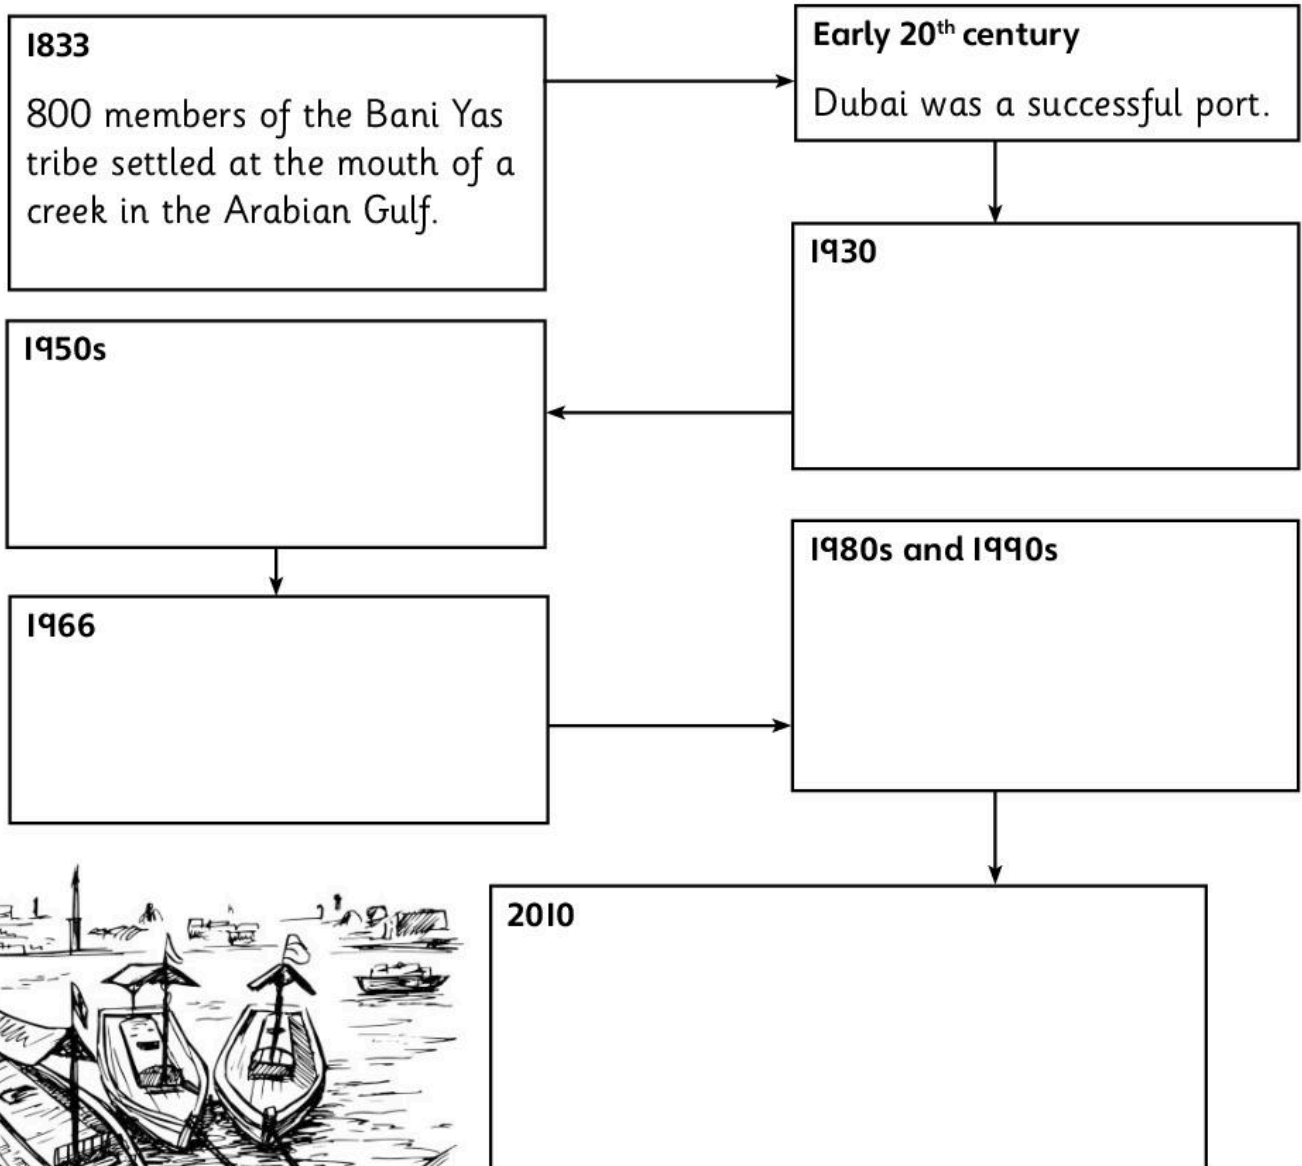 1833
800 members of the Bani Yas
tribe settled at the mouth of a
creek in the Arabian Gulf.
Early 20th century
Dubai was a successful port.
1930
1950s
1966
1980s and 1990s
2010